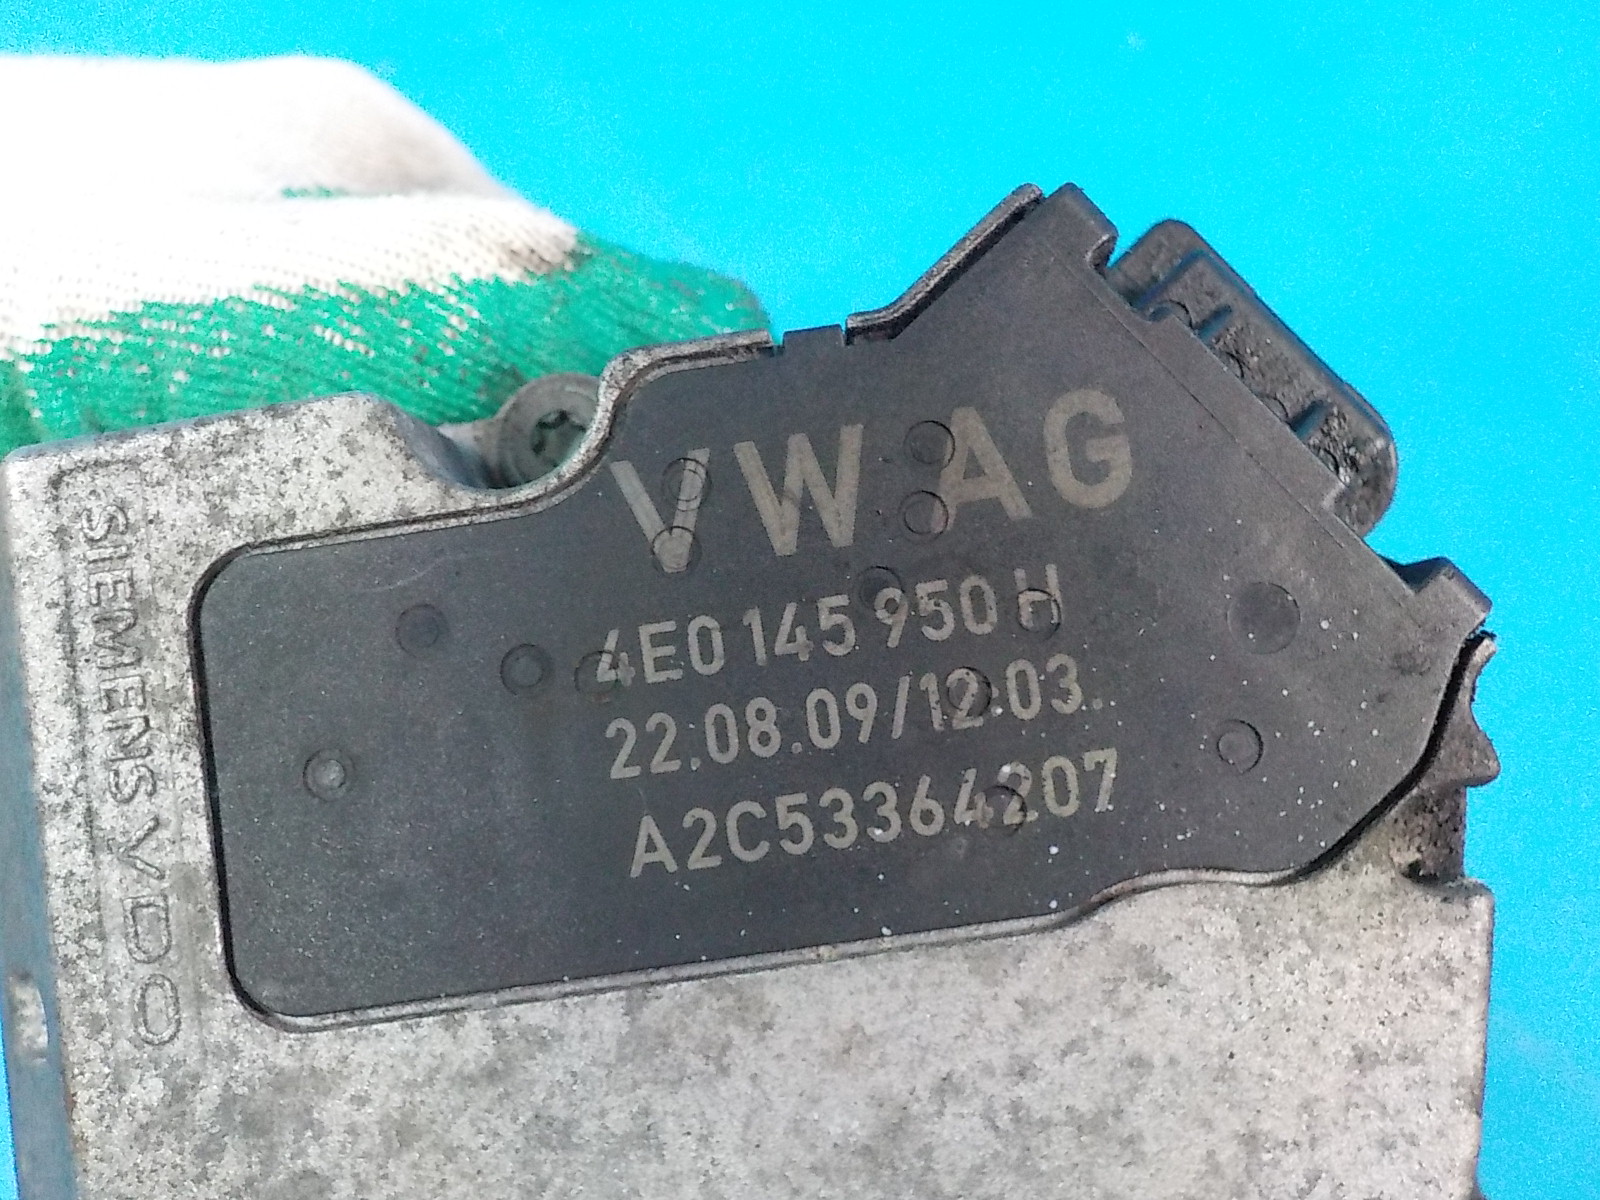 SIEMENS VDO
VW AG
4E0 145 950 H
22.08.09/12:03
A2C53364207